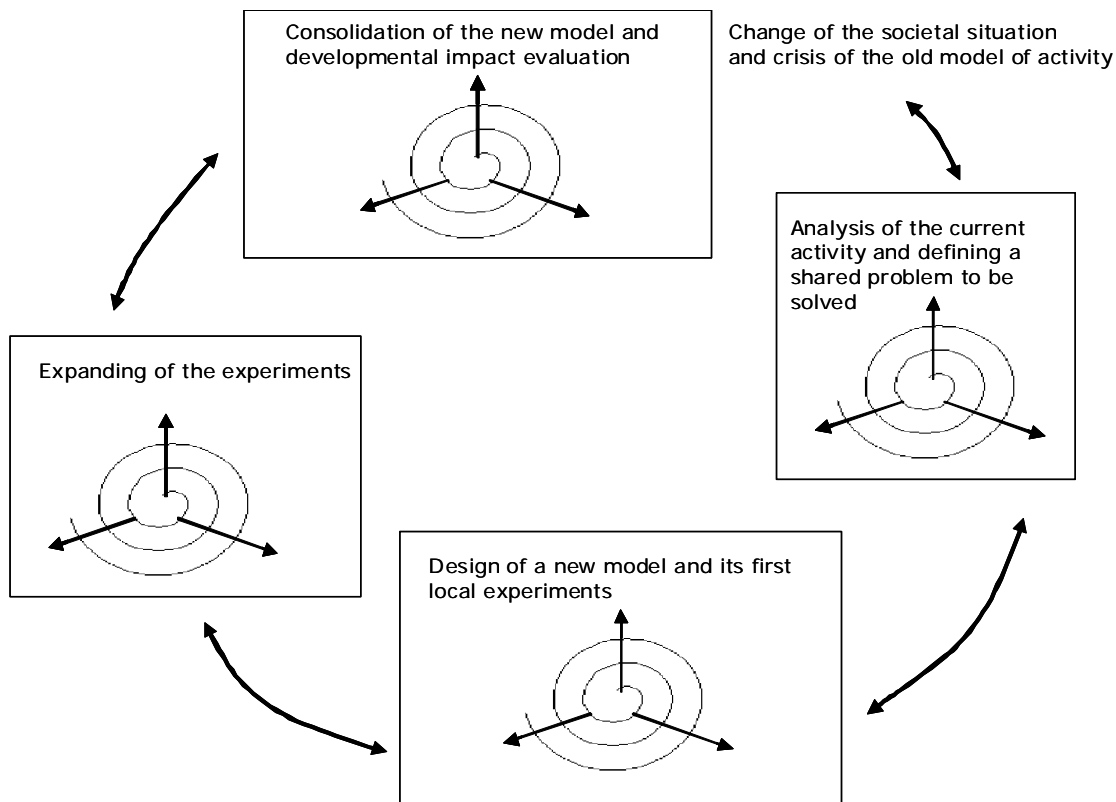 Consolidation of the new model and
developmental impact evaluation
Change of the societal situation
and crisis of the old model of activity
Analysis of the current
activity and defining a
shared problem to be
solved
Expanding of the experiments
Design of a new model and its first
local experiments